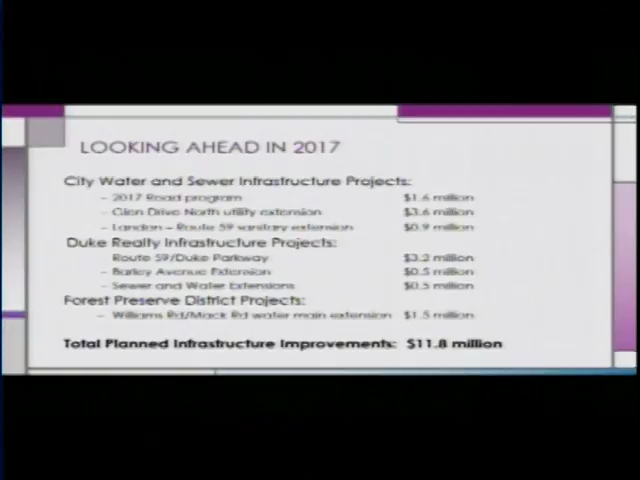 LOOKING AHEAD IN 2017
City Water and Sewer Infrastructure Projects:
– 2017 Road program $1.6 million
– Glen Drive North utility extension $3.6 million
– Landon – Route 59 sanitary extension $0.9 million
Duke Realty Infrastructure Projects:
Route 59/Duke Parkway $3.2 million
– Barley Avenue Extension $0.5 million
– Sewer and Water Extensions $0.5 million
Forest Preserve District Projects:
– Williams Rd/Mack Rd water main extension $1.5 million
Total Planned Infrastructure Improvements: $11.8 million